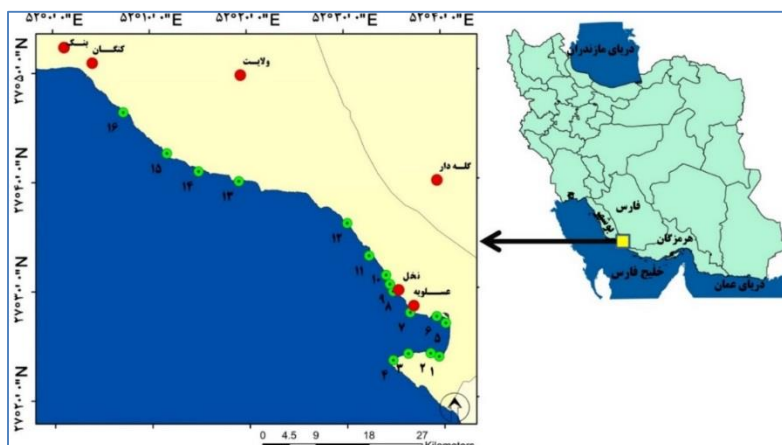 ۵۲°۰'۰"E ۵۲°۱۰'۰"E ۵۲°۲۰'۰"E ۵۲°۳۰'۰"E ۵۲°۴۰'۰"E
۲۷°۵۰'۰"N
۲۷°۴۰'۰"N
۲۷°۳۰'۰"N
۲۷°۲۰'۰"N
بنک
کنگان
ولایت
گله دار
نخل
عسلویه
۱۶
۱۵
۱۴
۱۳
۱۲
۱۱
۱۰
۹
۸
۷
۶
۵
۴
۳
۲
۱
0 4.5 9 18 27
Kilometers
دریای مازندران
فارس
هرمزگان
خلیج فارس
دریای عمان